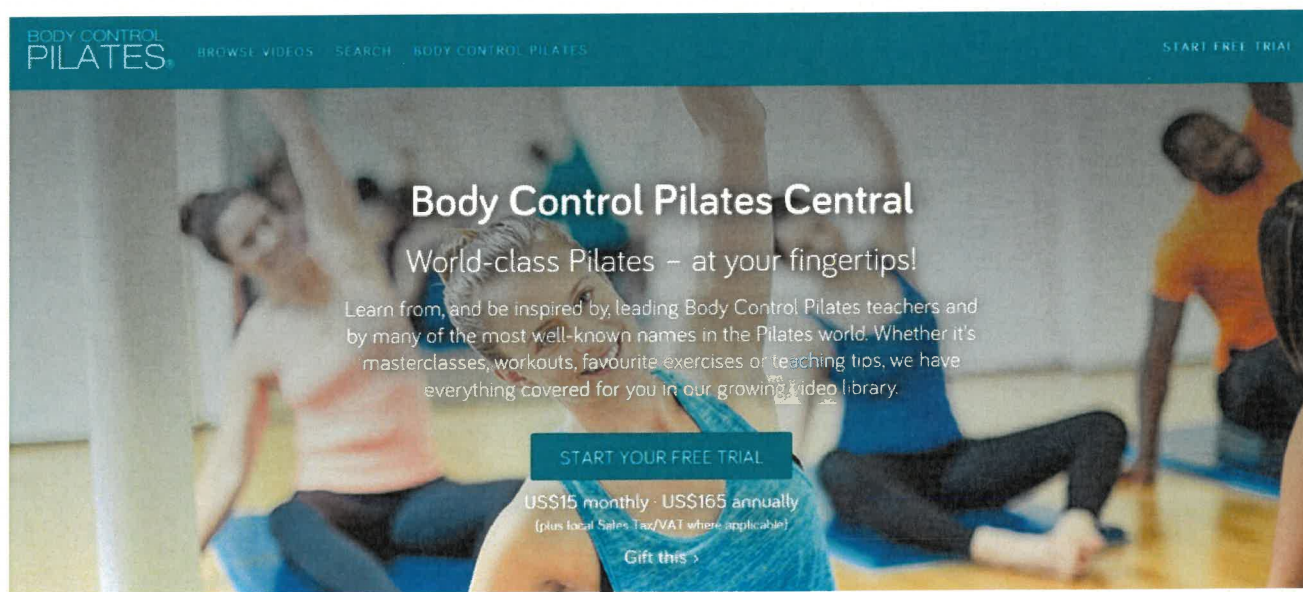 BODY CONTROL
PILATES®
BROWSE VIDEOS SEARCH BODY CONTROL PILATES
START FREE TRIAL
Body Control Pilates Central
World-class Pilates – at your fingertips!
Learn from, and be inspired by, leading Body Control Pilates teachers and
by many of the most well-known names in the Pilates world. Whether it's
masterclasses, workouts, favourite exercises or teaching tips, we have
everything covered for you in our growing video library.
START YOUR FREE TRIAL
US$15 monthly · US$165 annually
(plus local Sales Tax/VAT where applicable)
Gift this ›